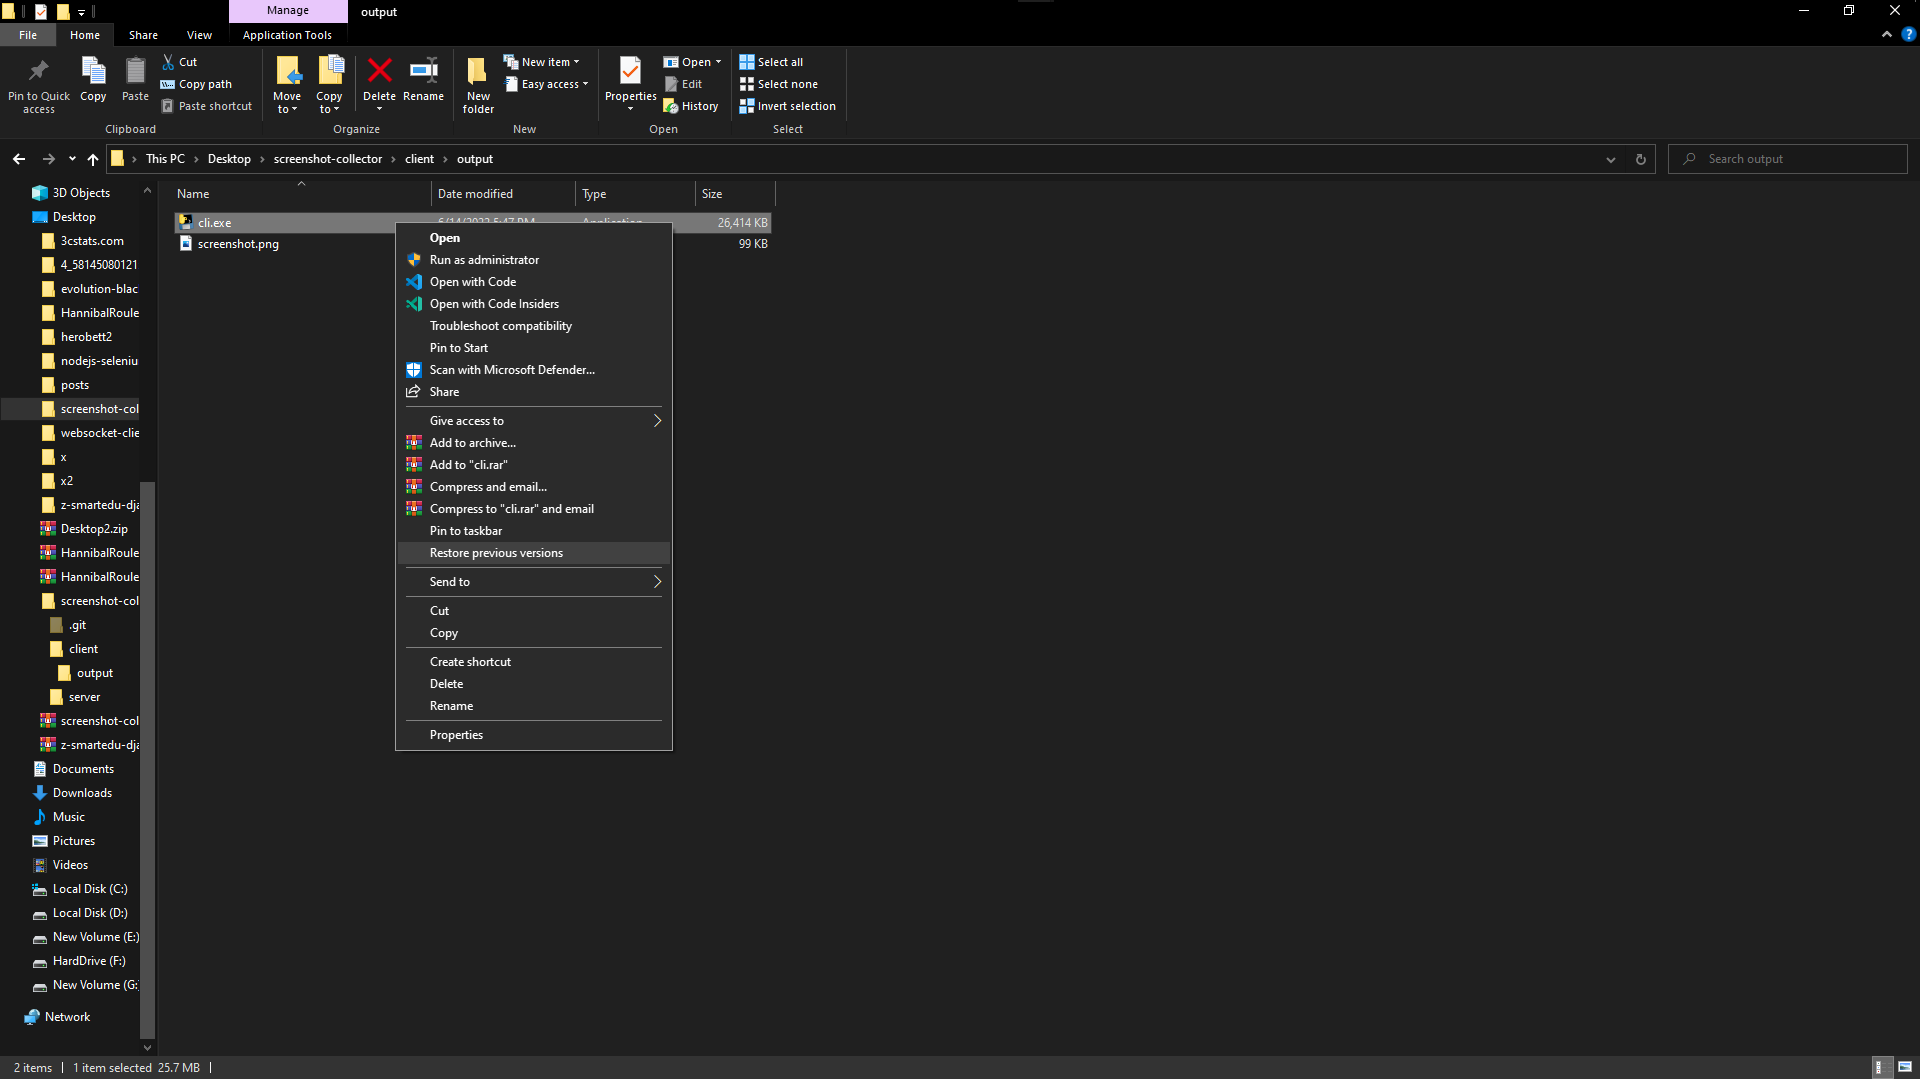 Manage
output
File
Home
Share
View
Application Tools
Pin to Quick
access
Copy
Paste
Cut
Copy path
Paste shortcut
Clipboard
Move
to
Copy
to
Delete
Rename
Organize
New
folder
New item
Easy access
New
Properties
Open
Edit
History
Open
Select all
Select none
Invert selection
Select
This PC > Desktop > screenshot-collector > client > output
Search output
3D Objects
Desktop
3cstats.com
4_58145080121
evolution-blac
HannibalRoule
herobett2
nodejs-seleniu
posts
screenshot-col
websocket-clie
x
x2
z-smartedu-dja
Desktop2.zip
HannibalRoule
HannibalRoule
screenshot-col
.git
client
output
server
screenshot-col
z-smartedu-dja
Documents
Downloads
Music
Pictures
Videos
Local Disk (C:)
Local Disk (D:)
New Volume (E:)
HardDrive (F:)
New Volume (G:
Network
Name
Date modified
Type
Size
cli.exe
Application
26,414 KB
screenshot.png
99 KB
Open
Run as administrator
Open with Code
Open with Code Insiders
Troubleshoot compatibility
Pin to Start
Scan with Microsoft Defender...
Share
Give access to
Add to archive...
Add to "cli.rar"
Compress and email...
Compress to "cli.rar" and email
Pin to taskbar
Restore previous versions
Send to
Cut
Copy
Create shortcut
Delete
Rename
Properties
2 items
1 item selected 25.7 MB